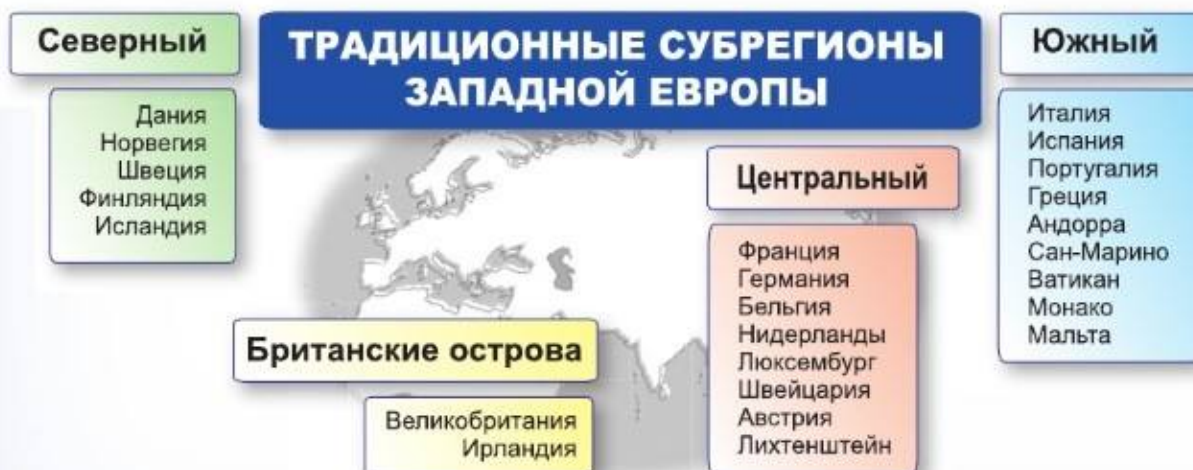 ТРАДИЦИОННЫЕ СУБРЕГИОНЫ
ЗАПАДНОЙ ЕВРОПЫ
Северный
Дания
Норвегия
Швеция
Финляндия
Исландия
Британские острова
Великобритания
Ирландия
Центральный
Франция
Германия
Бельгия
Нидерланды
Люксембург
Швейцария
Австрия
Лихтенштейн
Южный
Италия
Испания
Португалия
Греция
Андорра
Сан-Марино
Ватикан
Монако
Мальта